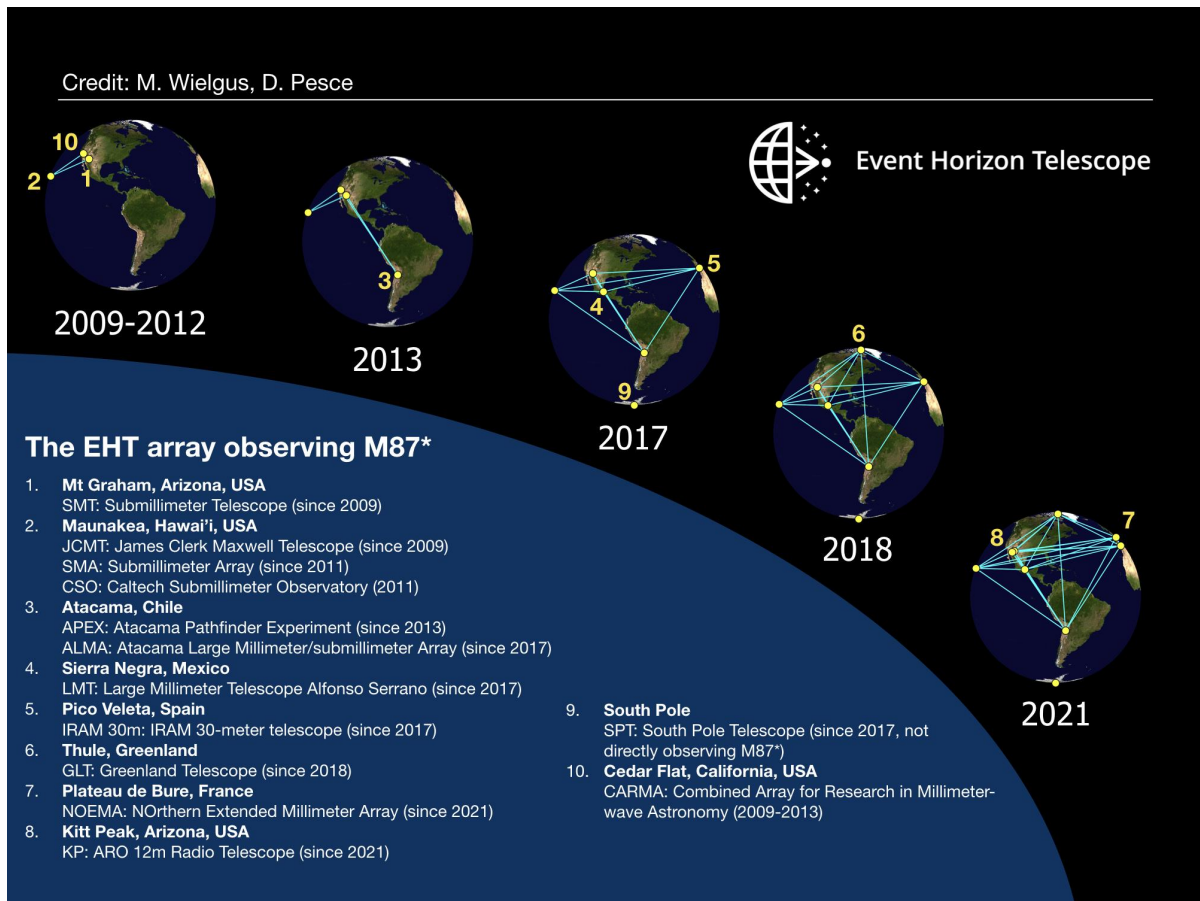 Credit: M. Wielgus, D. Pesce
Event Horizon Telescope
10
2
1
2009-2012
3
2013
5
4
9
2017
6
2018
7
8
2021
The EHT array observing M87*
1. Mt Graham, Arizona, USA
SMT: Submillimeter Telescope (since 2009)
2. Maunakea, Hawai’i, USA
JCMT: James Clerk Maxwell Telescope (since 2009)
SMA: Submillimeter Array (since 2011)
CSO: Caltech Submillimeter Observatory (2011)
3. Atacama, Chile
APEX: Atacama Pathfinder Experiment (since 2013)
ALMA: Atacama Large Millimeter/submillimeter Array (since 2017)
4. Sierra Negra, Mexico
LMT: Large Millimeter Telescope Alfonso Serrano (since 2017)
5. Pico Veleta, Spain
IRAM 30m: IRAM 30-meter telescope (since 2017)
6. Thule, Greenland
GLT: Greenland Telescope (since 2018)
7. Plateau de Bure, France
NOEMA: NOrthern Extended Millimeter Array (since 2021)
8. Kitt Peak, Arizona, USA
KP: ARO 12m Radio Telescope (since 2021)
9. South Pole
SPT: South Pole Telescope (since 2017, not
directly observing M87*)
10. Cedar Flat, California, USA
CARMA: Combined Array for Research in Millimeter-
wave Astronomy (2009-2013)